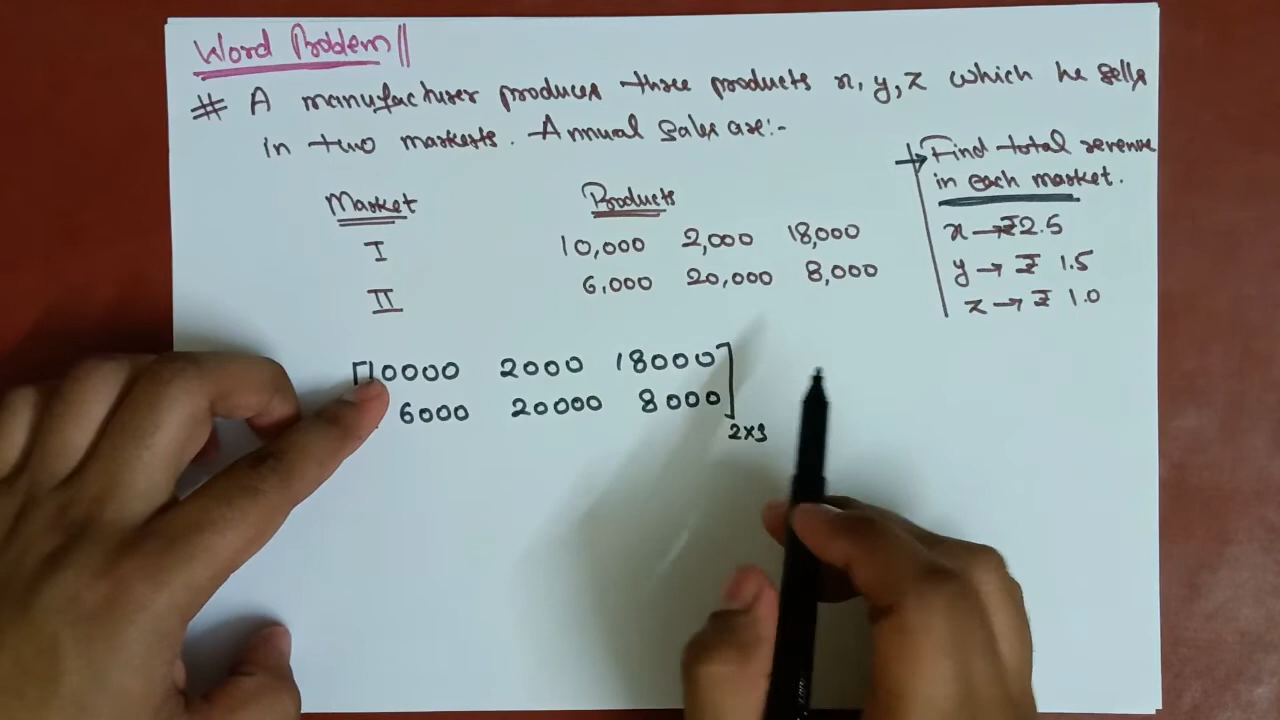 Word Problem ||
# A manufacturer produces three products x, y, z which he sells
in two markets. Annual sales are:-
Market Products
I 10,000 2,000 18,000
II 6,000 20,000 8,000
→ Find total revenue
in each market.
x → ₹ 2.5
y → ₹ 1.5
z → ₹ 1.0
[10000 2000 18000]
6000 20000 8000
2×3